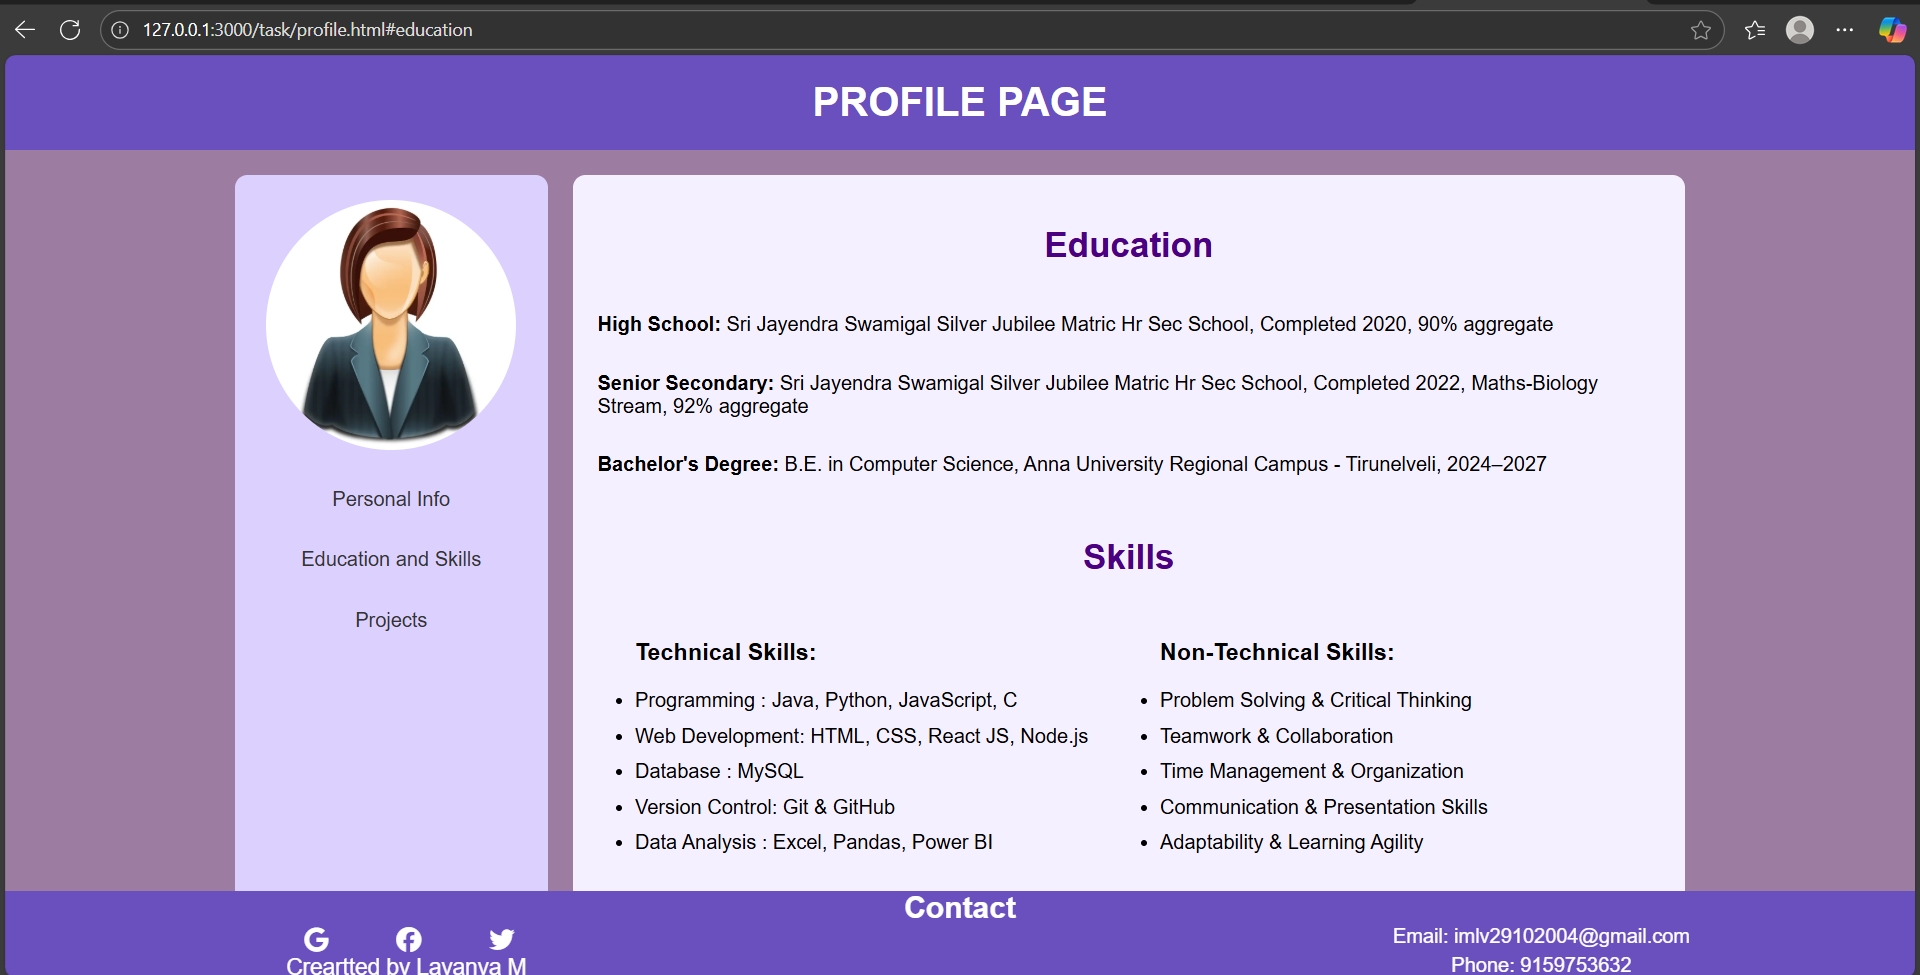 127.0.0.1:3000/task/profile.html#education
PROFILE PAGE
Personal Info
Education and Skills
Projects
Education
High School: Sri Jayendra Swamigal Silver Jubilee Matric Hr Sec School, Completed 2020, 90% aggregate
Senior Secondary: Sri Jayendra Swamigal Silver Jubilee Matric Hr Sec School, Completed 2022, Maths-Biology
Stream, 92% aggregate
Bachelor's Degree: B.E. in Computer Science, Anna University Regional Campus - Tirunelveli, 2024–2027
Skills
Technical Skills:
Programming : Java, Python, JavaScript, C
Web Development: HTML, CSS, React JS, Node.js
Database : MySQL
Version Control: Git & GitHub
Data Analysis : Excel, Pandas, Power BI
Non-Technical Skills:
Problem Solving & Critical Thinking
Teamwork & Collaboration
Time Management & Organization
Communication & Presentation Skills
Adaptability & Learning Agility
Contact
Creartted by Lavanya M
Email: imlv29102004@gmail.com
Phone: 9159753632